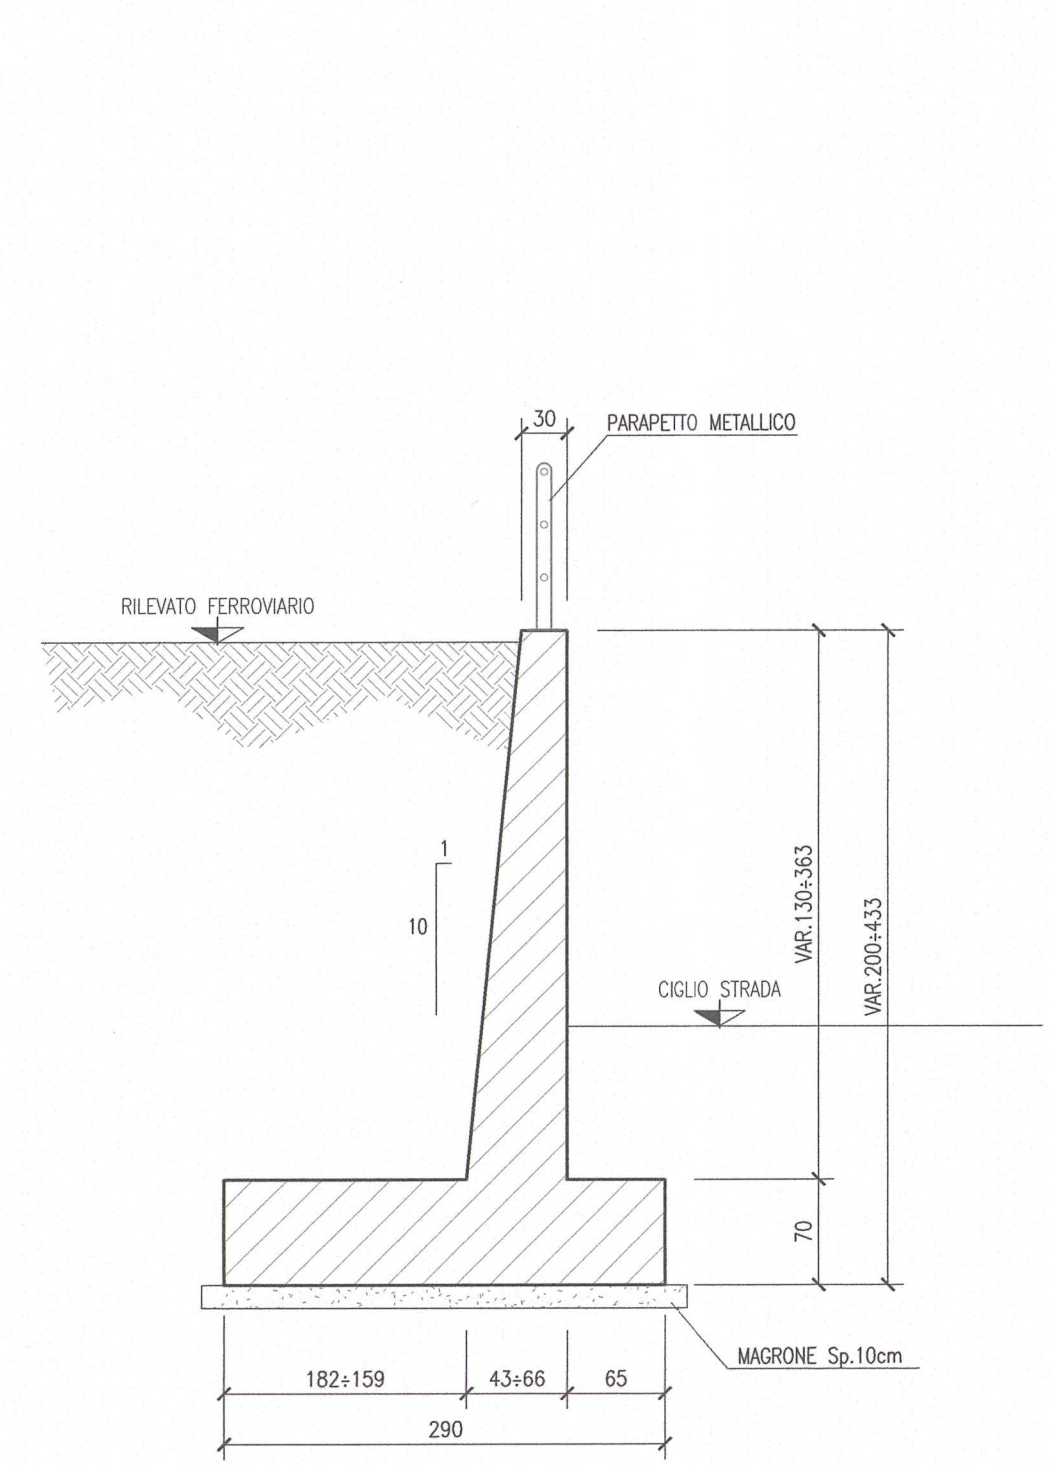 30
PARAPETTO METALLICO
RILEVATO FERROVIARIO
1
10
VAR.130÷363
VAR.200÷433
CIGLIO STRADA
70
MAGRONE Sp.10cm
182÷159
43÷66
65
290